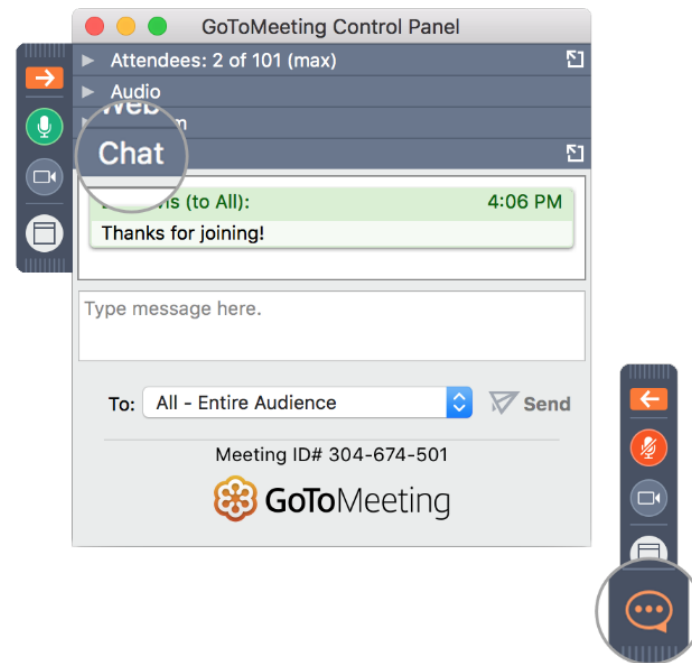 GoToMeeting Control Panel
Attendees: 2 of 101 (max)
Audio
Web
Chat
(to All): 4:06 PM
Thanks for joining!
Type message here.
To: All - Entire Audience Send
Meeting ID# 304-674-501
GoToMeeting